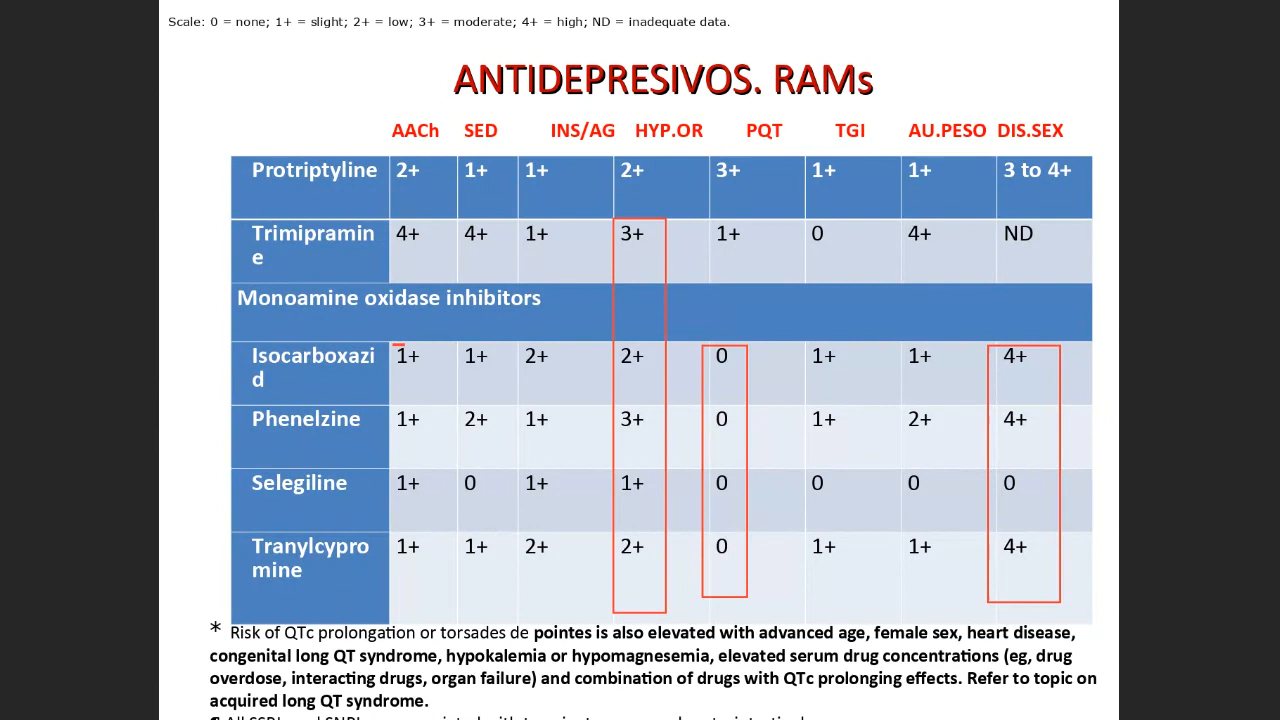 Scale: 0 = none; 1+ = slight; 2+ = low; 3+ = moderate; 4+ = high; ND = inadequate data.
ANTIDEPRESIVOS. RAMs
AACh SED INS/AG HYP.OR PQT TGI AU.PESO DIS.SEX
Protriptyline 2+ 1+ 1+ 2+ 3+ 1+ 1+ 3 to 4+
Trimipramin 4+ 4+ 1+ 3+ 1+ 0 4+ ND
e
Monoamine oxidase inhibitors
Isocarboxazi 1+ 1+ 2+ 2+ 0 1+ 1+ 4+
d
Phenelzine 1+ 2+ 1+ 3+ 0 1+ 2+ 4+
Selegiline 1+ 0 1+ 1+ 0 0 0 0
Tranylcypro 1+ 1+ 2+ 2+ 0 1+ 1+ 4+
mine
* Risk of QTc prolongation or torsades de pointes is also elevated with advanced age, female sex, heart disease,
congenital long QT syndrome, hypokalemia or hypomagnesemia, elevated serum drug concentrations (eg, drug
overdose, interacting drugs, organ failure) and combination of drugs with QTc prolonging effects. Refer to topic on
acquired long QT syndrome.